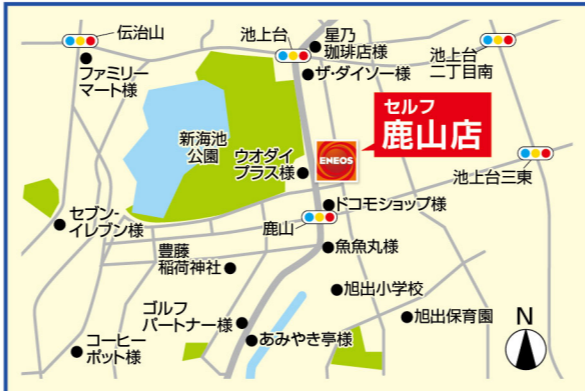 伝治山
ファミリー
マート様
池上台
星乃
珈琲店様
ザ・ダイソー様
池上台
二丁目南
新海池
公園
ウオダイ
プラス様
ENEOS
セルフ
鹿山店
池上台三東
ドコモショップ様
セブン-
イレブン様
鹿山
魚魚丸様
豊藤
稲荷神社
旭出小学校
ゴルフ
パートナー様
旭出保育園
N
コーヒー
ポット様
あみやき亭様